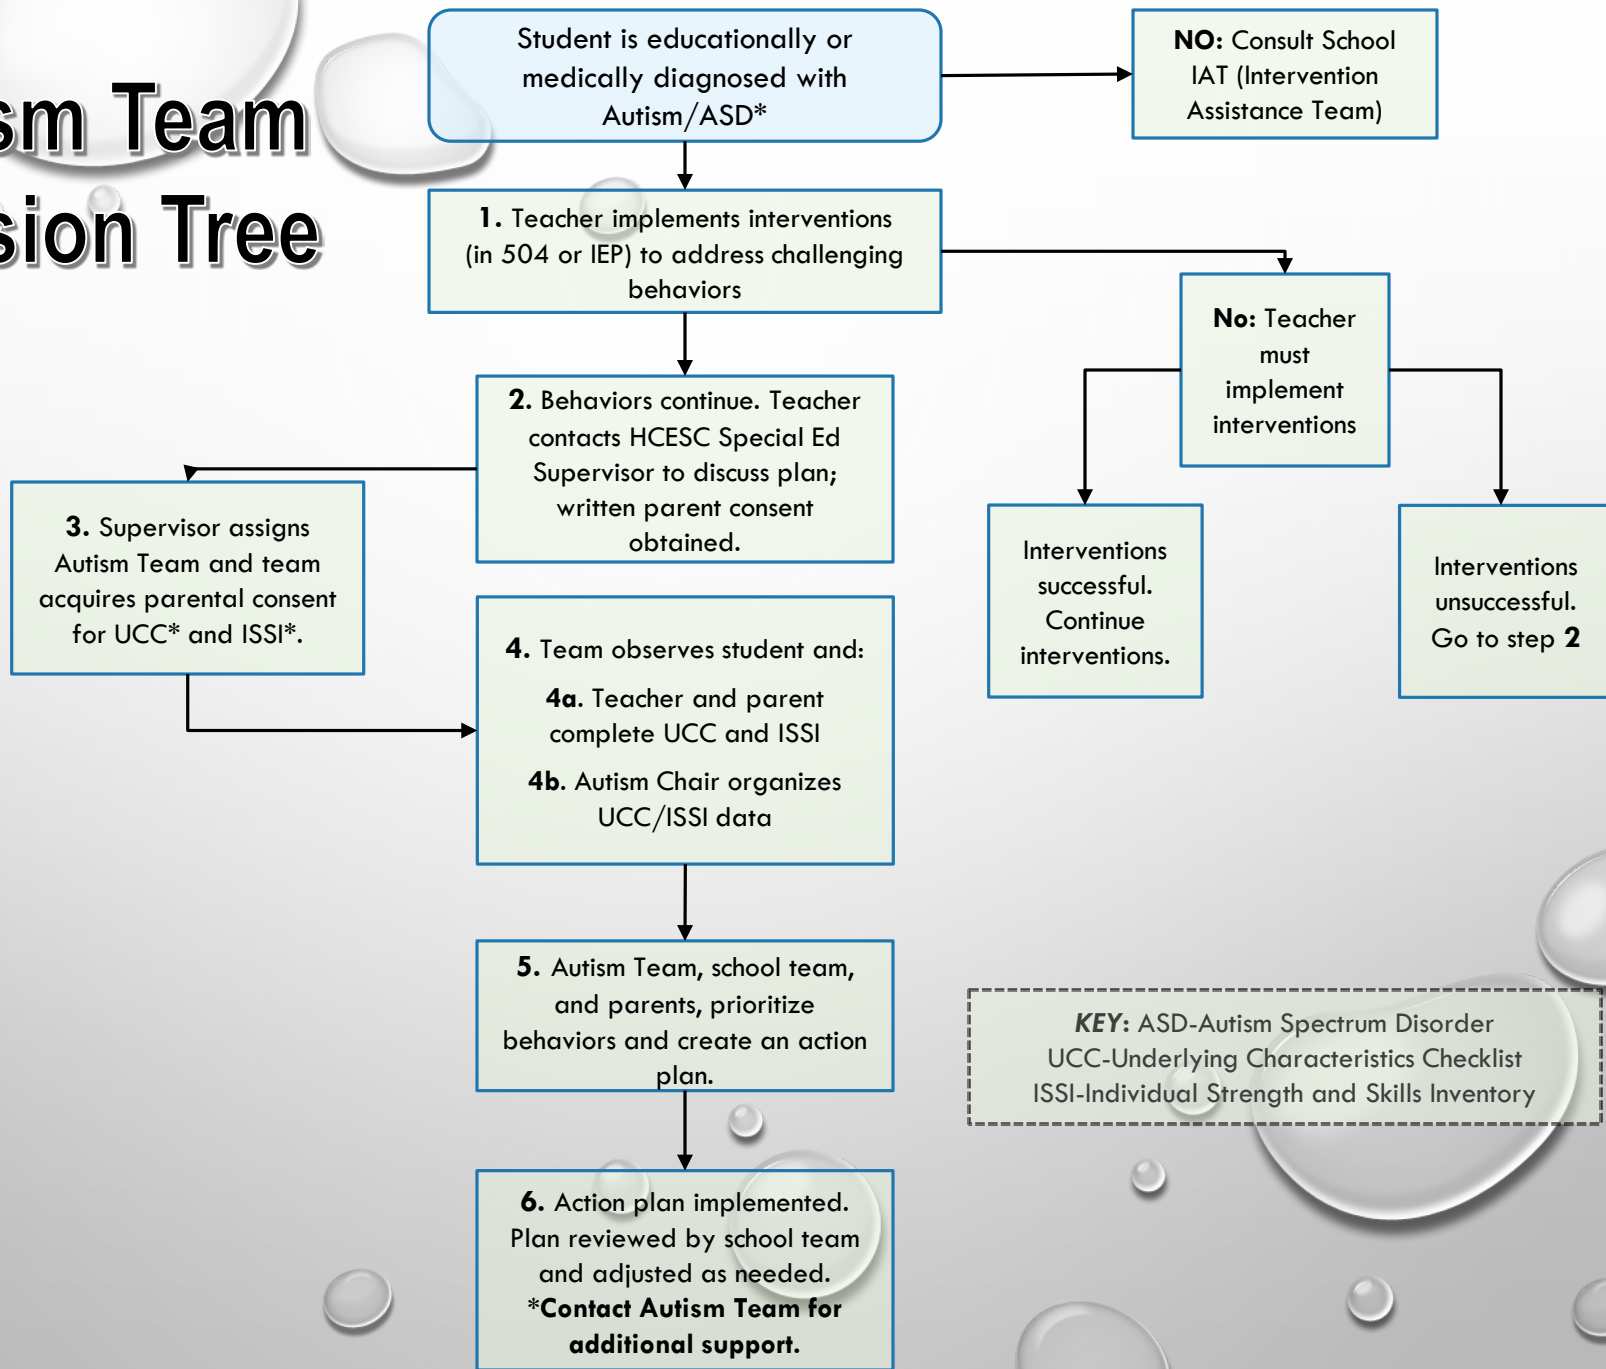 sm Team
sion Tree
Student is educationally or
medically diagnosed with
Autism/ASD*
NO: Consult School
IAT (Intervention
Assistance Team)
1. Teacher implements interventions
(in 504 or IEP) to address challenging
behaviors
No: Teacher
must
implement
interventions
2. Behaviors continue. Teacher
contacts HCESC Special Ed
Supervisor to discuss plan;
written parent consent
obtained.
3. Supervisor assigns
Autism Team and team
acquires parental consent
for UCC* and ISSI*.
Interventions
successful.
Continue
interventions.
Interventions
unsuccessful.
Go to step 2
4. Team observes student and:
4a. Teacher and parent
complete UCC and ISSI
4b. Autism Chair organizes
UCC/ISSI data
5. Autism Team, school team,
and parents, prioritize
behaviors and create an action
plan.
KEY: ASD-Autism Spectrum Disorder
UCC-Underlying Characteristics Checklist
ISSI-Individual Strength and Skills Inventory
6. Action plan implemented.
Plan reviewed by school team
and adjusted as needed.
*Contact Autism Team for
additional support.